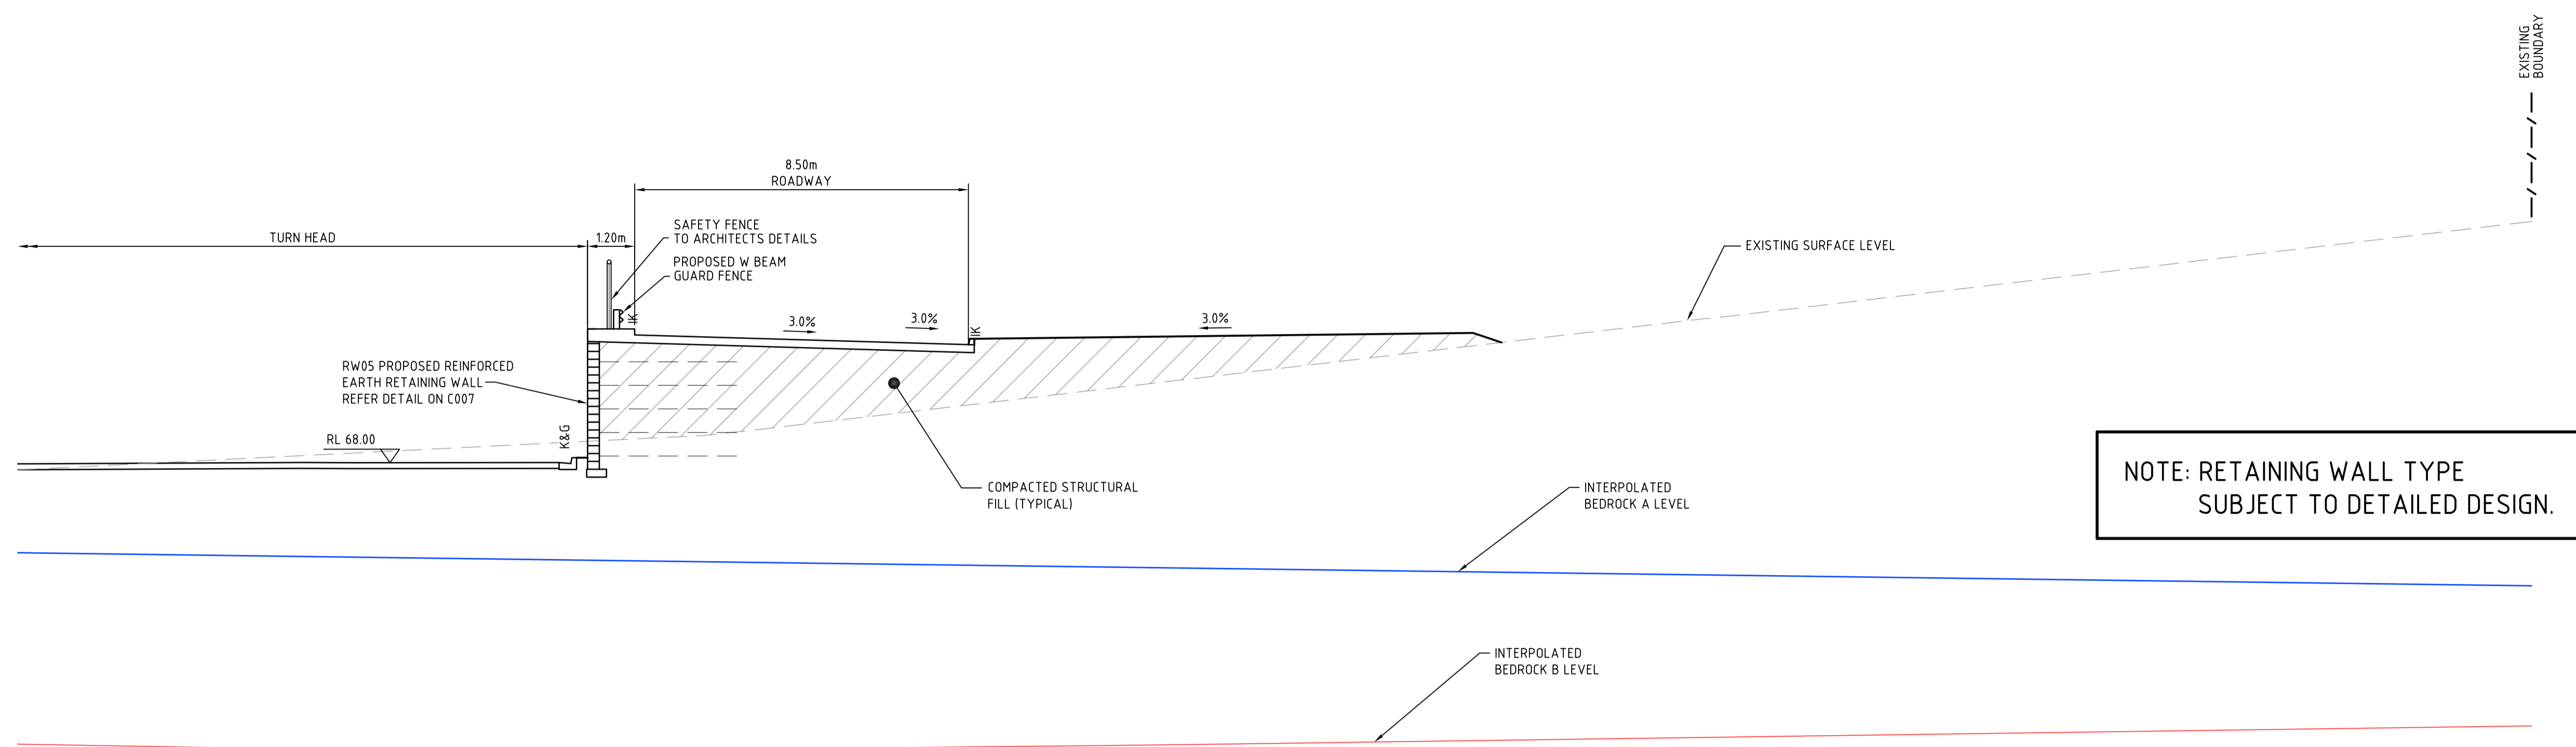 EXISTING
BOUNDARY
8.50m
ROADWAY
SAFETY FENCE
TO ARCHITECTS DETAILS
TURN HEAD
1.20m
EXISTING SURFACE LEVEL
PROPOSED W BEAM
GUARD FENCE
IK
3.0%
3.0%
IK
3.0%
RW05 PROPOSED REINFORCED
EARTH RETAINING WALL
REFER DETAIL ON C007
K&G
RL 68.00
NOTE: RETAINING WALL TYPE
SUBJECT TO DETAILED DESIGN.
COMPACTED STRUCTURAL
FILL (TYPICAL)
INTERPOLATED
BEDROCK A LEVEL
INTERPOLATED
BEDROCK B LEVEL